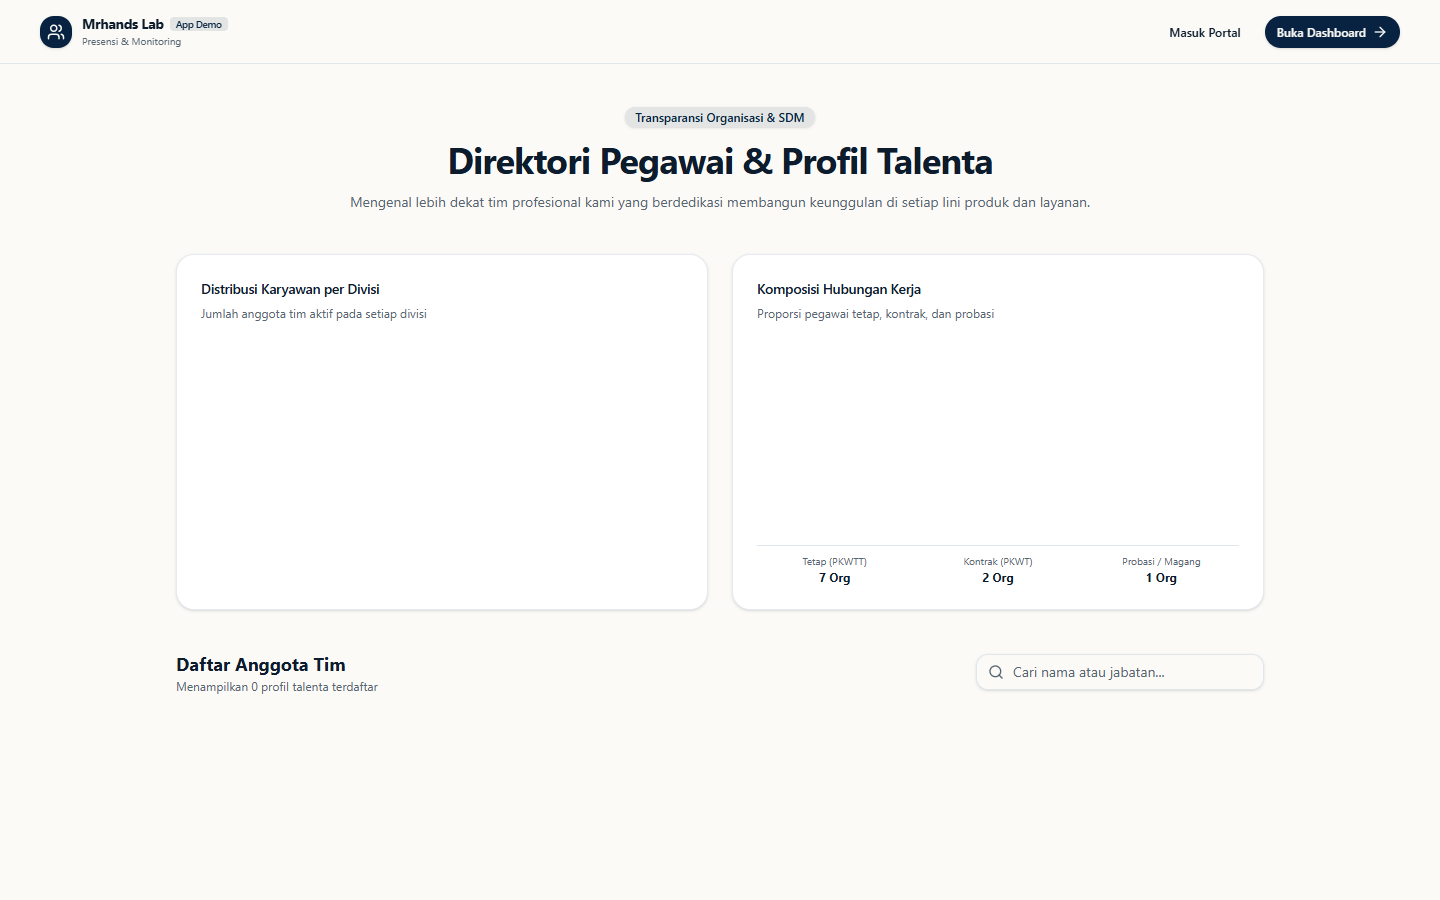 Mrhands Lab App Demo
Presensi & Monitoring
Masuk Portal
Buka Dashboard
Transparansi Organisasi & SDM
Direktori Pegawai & Profil Talenta
Mengenal lebih dekat tim profesional kami yang berdedikasi membangun keunggulan di setiap lini produk dan layanan.
Distribusi Karyawan per Divisi
Jumlah anggota tim aktif pada setiap divisi
Komposisi Hubungan Kerja
Proporsi pegawai tetap, kontrak, dan probasi
Tetap (PKWTT)
7 Org
Kontrak (PKWT)
2 Org
Probasi / Magang
1 Org
Daftar Anggota Tim
Menampilkan 0 profil talenta terdaftar
Cari nama atau jabatan...